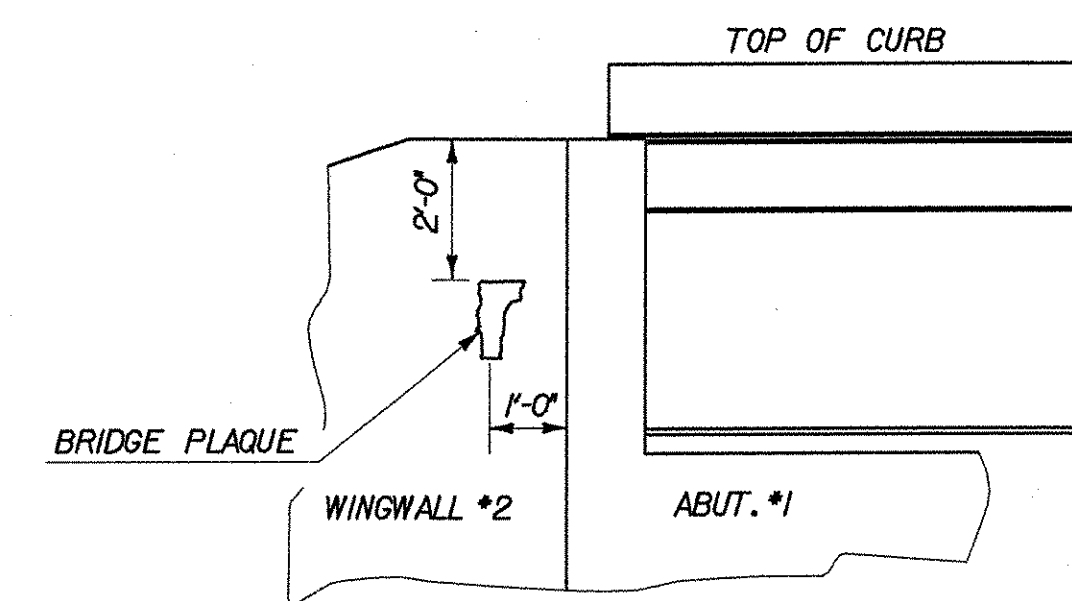 TOP OF CURB
2'-0"
1'-0"
BRIDGE PLAQUE
WINGWALL #2
ABUT. #1